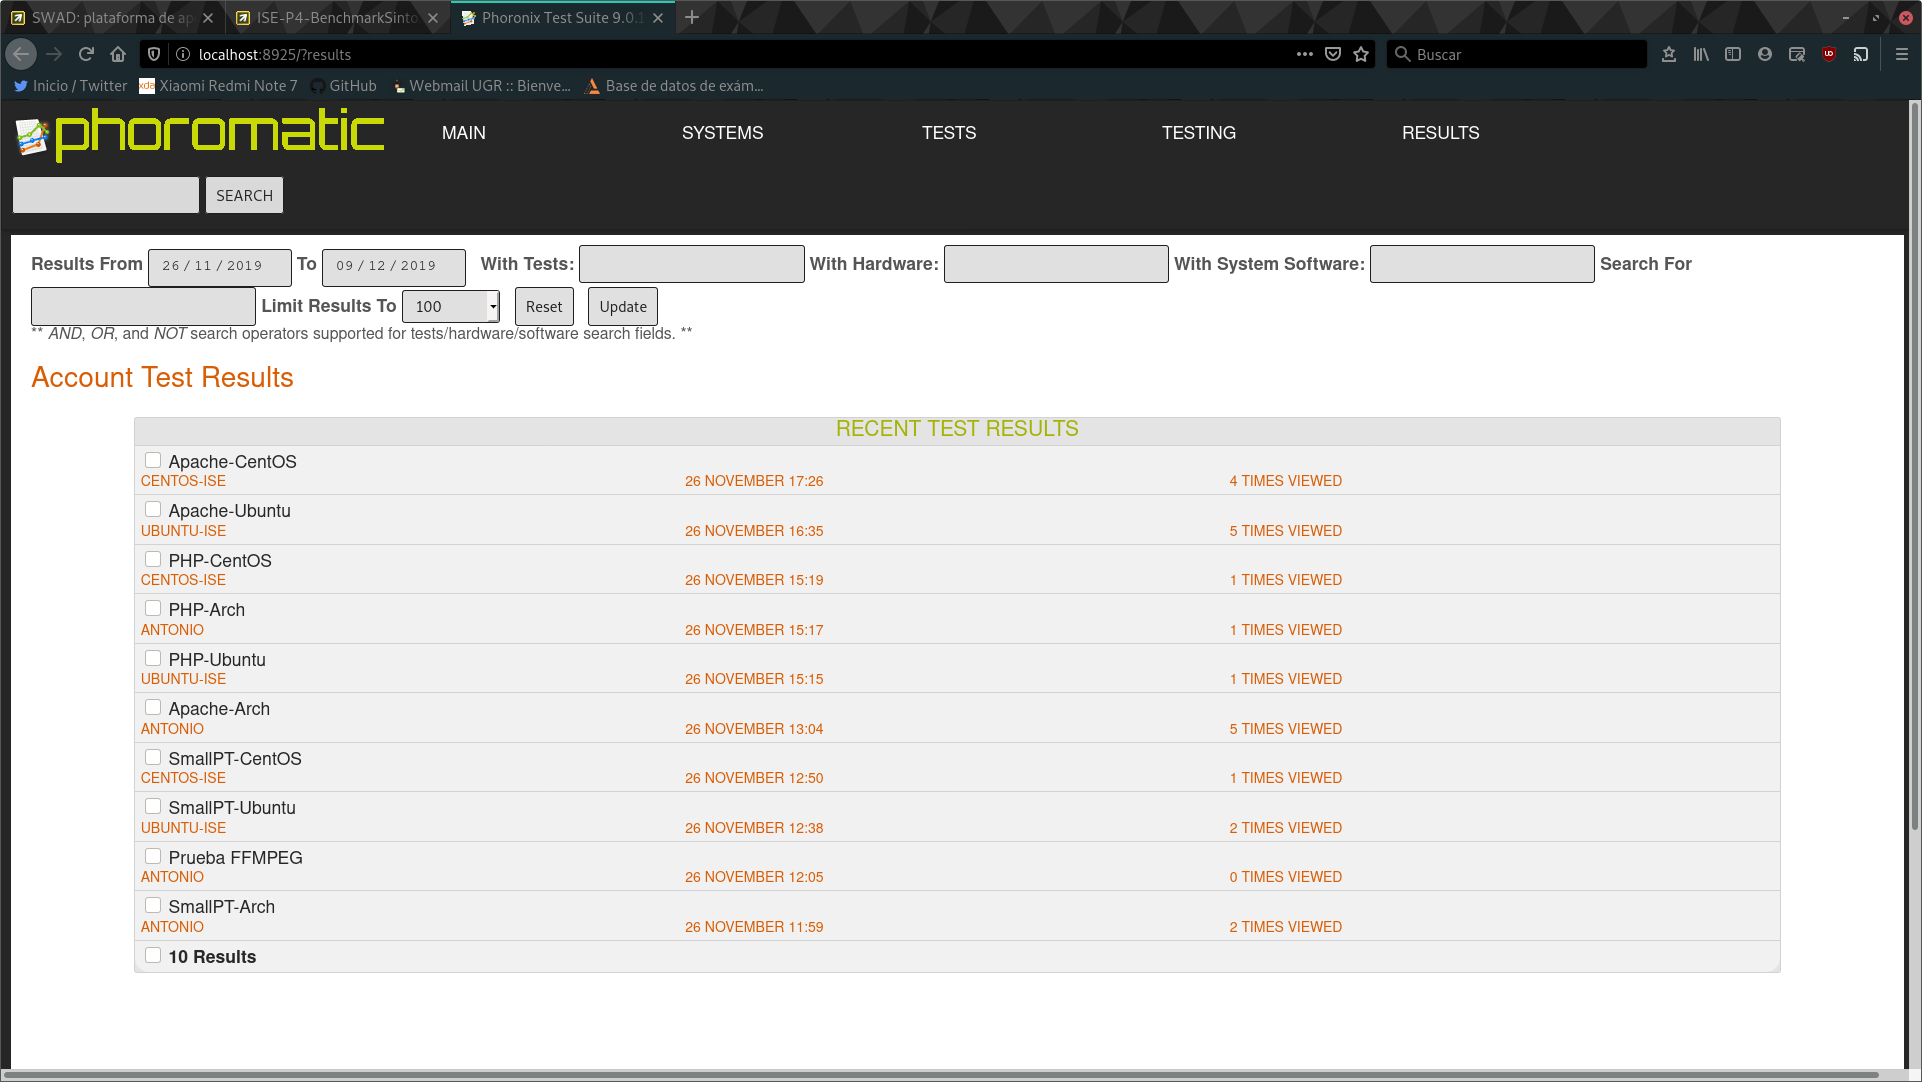 SWAD: plataforma de ap
ISE-P4-BenchmarkSinto
Phoronix Test Suite 9.0.1
localhost:8925/?results
Buscar
Inicio / Twitter
xda Xiaomi Redmi Note 7
GitHub
Webmail UGR :: Bienve...
Base de datos de exám...
phoromatic
MAIN
SYSTEMS
TESTS
TESTING
RESULTS
SEARCH
Results From 26 / 11 / 2019 To 09 / 12 / 2019 With Tests: With Hardware: With System Software: Search For
Limit Results To 100 Reset Update
** AND, OR, and NOT search operators supported for tests/hardware/software search fields. **
Account Test Results
RECENT TEST RESULTS
Apache-CentOS
CENTOS-ISE 26 NOVEMBER 17:26 4 TIMES VIEWED
Apache-Ubuntu
UBUNTU-ISE 26 NOVEMBER 16:35 5 TIMES VIEWED
PHP-CentOS
CENTOS-ISE 26 NOVEMBER 15:19 1 TIMES VIEWED
PHP-Arch
ANTONIO 26 NOVEMBER 15:17 1 TIMES VIEWED
PHP-Ubuntu
UBUNTU-ISE 26 NOVEMBER 15:15 1 TIMES VIEWED
Apache-Arch
ANTONIO 26 NOVEMBER 13:04 5 TIMES VIEWED
SmallPT-CentOS
CENTOS-ISE 26 NOVEMBER 12:50 1 TIMES VIEWED
SmallPT-Ubuntu
UBUNTU-ISE 26 NOVEMBER 12:38 2 TIMES VIEWED
Prueba FFMPEG
ANTONIO 26 NOVEMBER 12:05 0 TIMES VIEWED
SmallPT-Arch
ANTONIO 26 NOVEMBER 11:59 2 TIMES VIEWED
10 Results